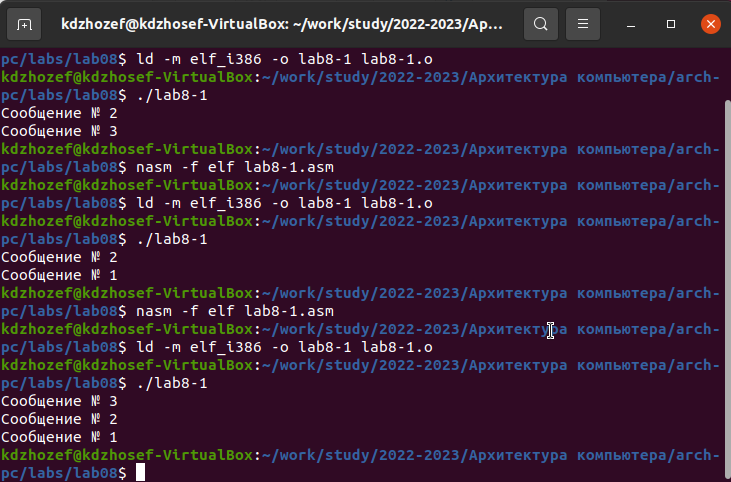 kdzhozef@kdzhosef-VirtualBox: ~/work/study/2022-2023/Ар...
pc/labs/lab08$ ld -m elf_i386 -o lab8-1 lab8-1.o
kdzhozef@kdzhosef-VirtualBox:~/work/study/2022-2023/Архитектура компьютера/arch-
pc/labs/lab08$ ./lab8-1
Сообщение № 2
Сообщение № 3
kdzhozef@kdzhosef-VirtualBox:~/work/study/2022-2023/Архитектура компьютера/arch-
pc/labs/lab08$ nasm -f elf lab8-1.asm
kdzhozef@kdzhosef-VirtualBox:~/work/study/2022-2023/Архитектура компьютера/arch-
pc/labs/lab08$ ld -m elf_i386 -o lab8-1 lab8-1.o
kdzhozef@kdzhosef-VirtualBox:~/work/study/2022-2023/Архитектура компьютера/arch-
pc/labs/lab08$ ./lab8-1
Сообщение № 2
Сообщение № 1
kdzhozef@kdzhosef-VirtualBox:~/work/study/2022-2023/Архитектура компьютера/arch-
pc/labs/lab08$ nasm -f elf lab8-1.asm
kdzhozef@kdzhosef-VirtualBox:~/work/study/2022-2023/Архитектура компьютера/arch-
pc/labs/lab08$ ld -m elf_i386 -o lab8-1 lab8-1.o
kdzhozef@kdzhosef-VirtualBox:~/work/study/2022-2023/Архитектура компьютера/arch-
pc/labs/lab08$ ./lab8-1
Сообщение № 3
Сообщение № 2
Сообщение № 1
kdzhozef@kdzhosef-VirtualBox:~/work/study/2022-2023/Архитектура компьютера/arch-
pc/labs/lab08$